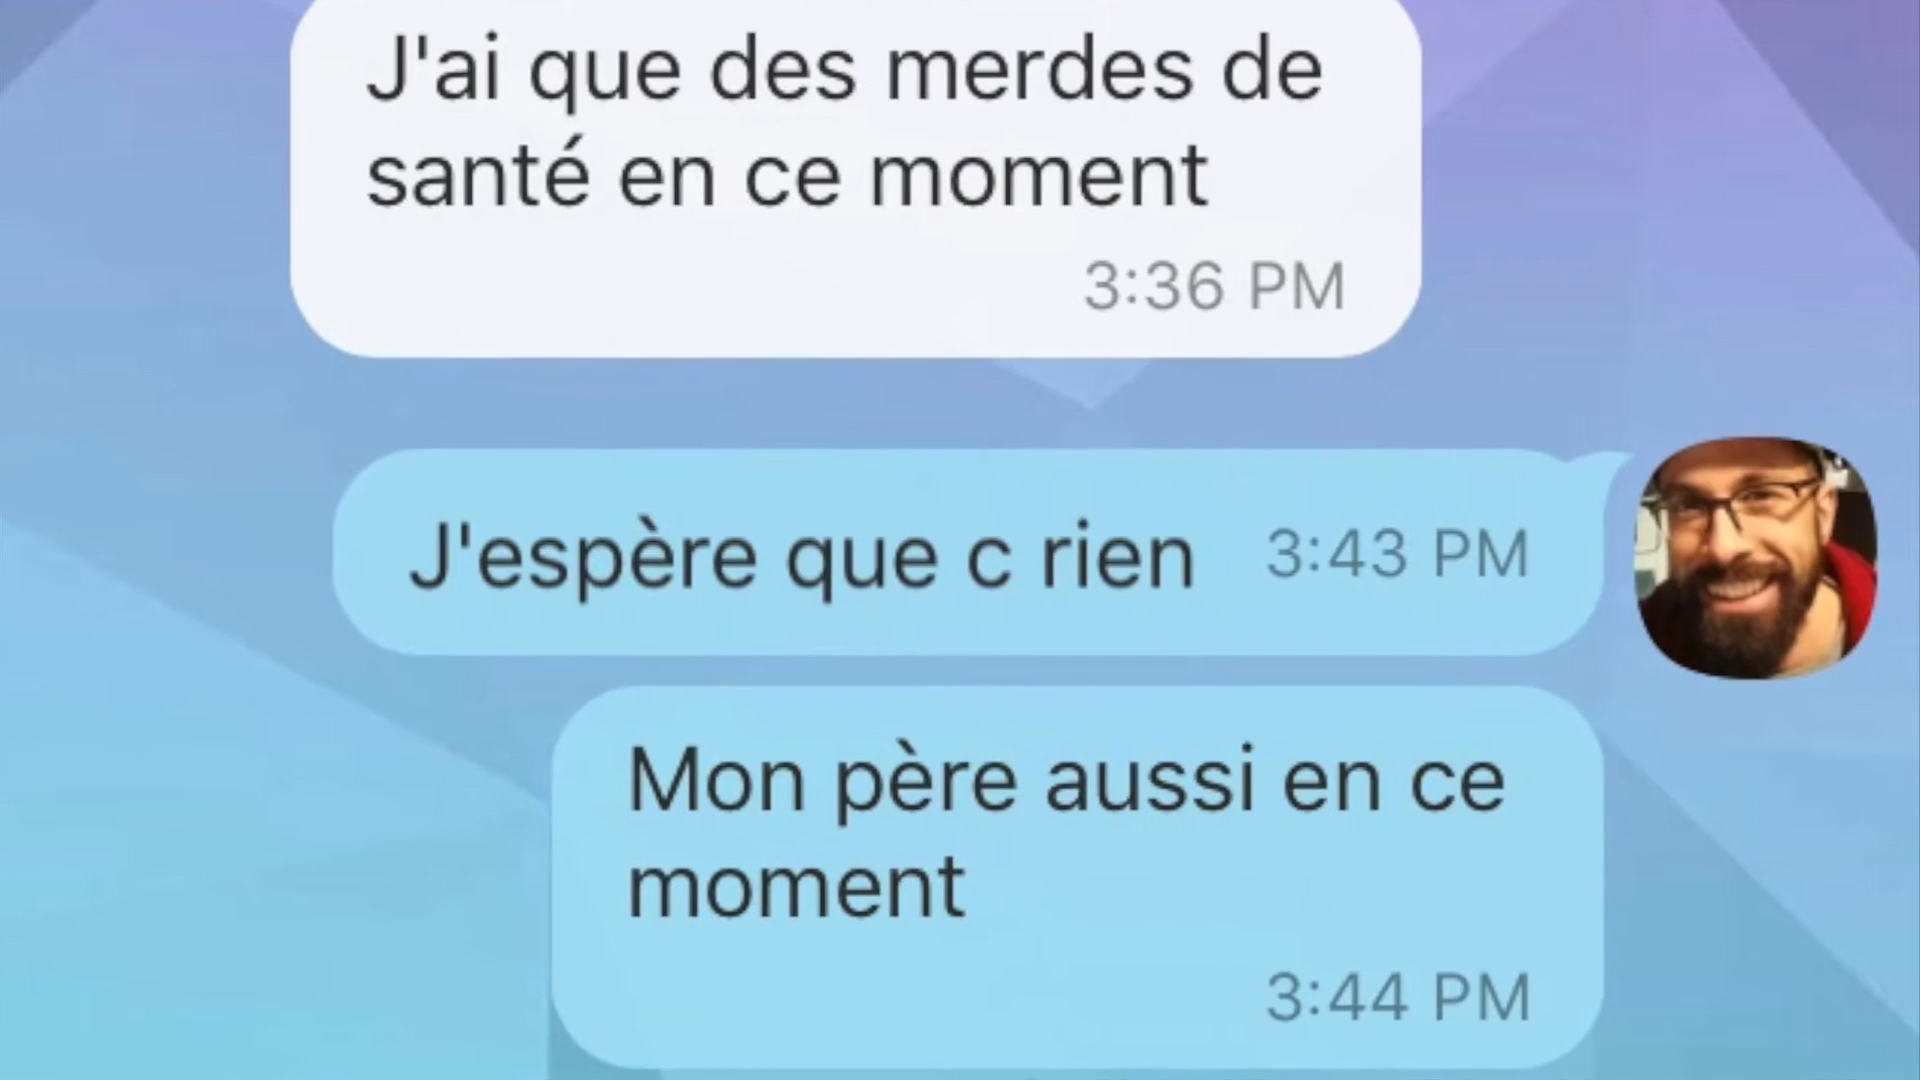 J'ai que des merdes de
santé en ce moment
3:36 PM
J'espère que c rien 3:43 PM
Mon père aussi en ce
moment
3:44 PM